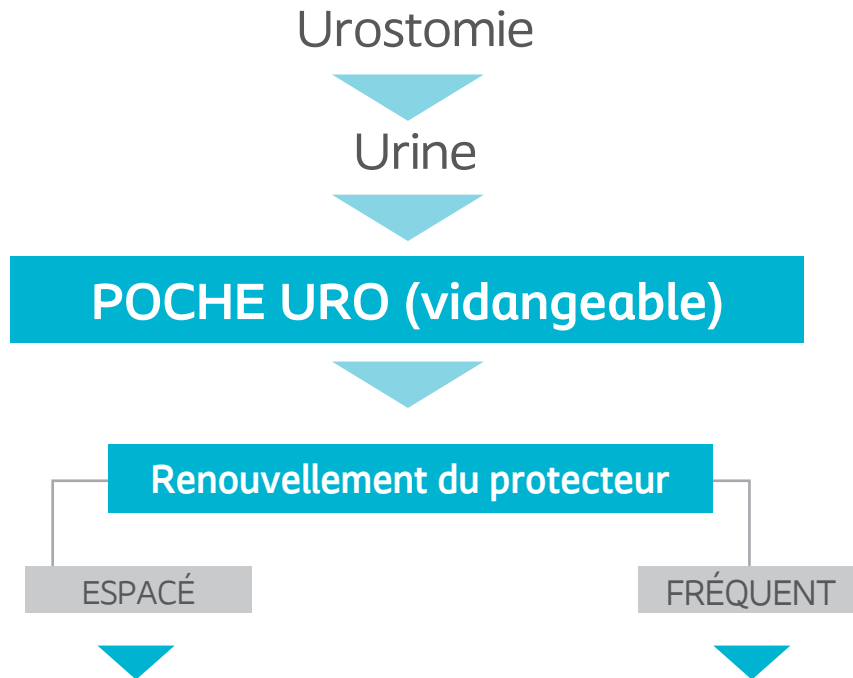 Urostomie
Urine
POCHE URO (vidangeable)
Renouvellement du protecteur
ESPACÉ
FRÉQUENT